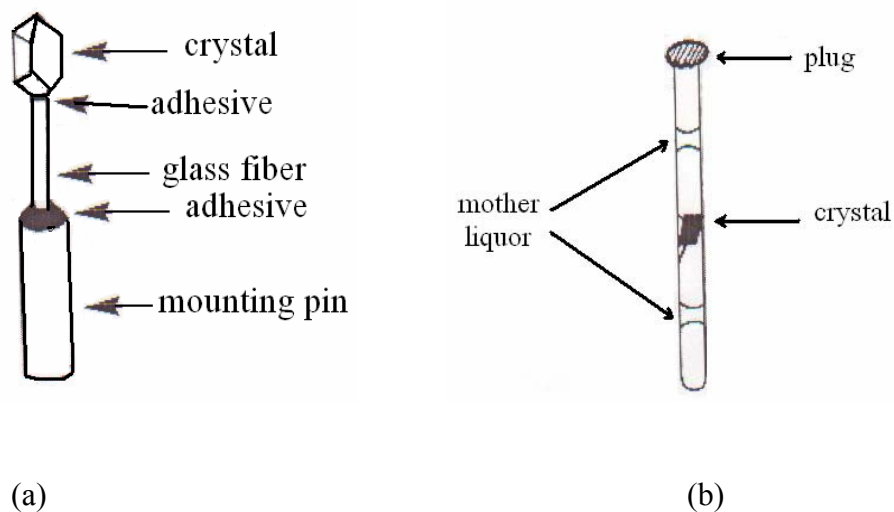 crystal
adhesive
glass fiber
adhesive
mounting pin
(a)
plug
mother
liquor
crystal
(b)